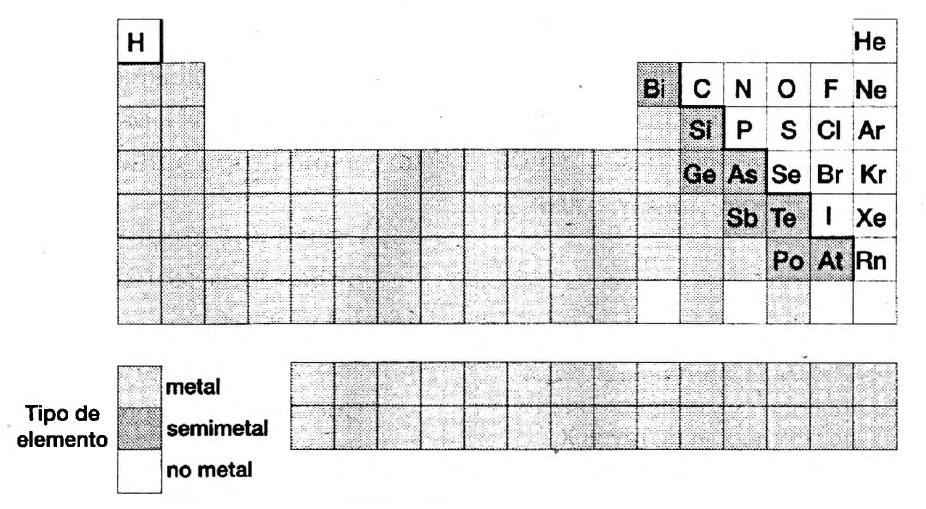 H He
Bi C N O F Ne
Si P S Cl Ar
Ge As Se Br Kr
Sb Te I Xe
Po At Rn
metal
Tipo de
elemento
semimetal
no metal